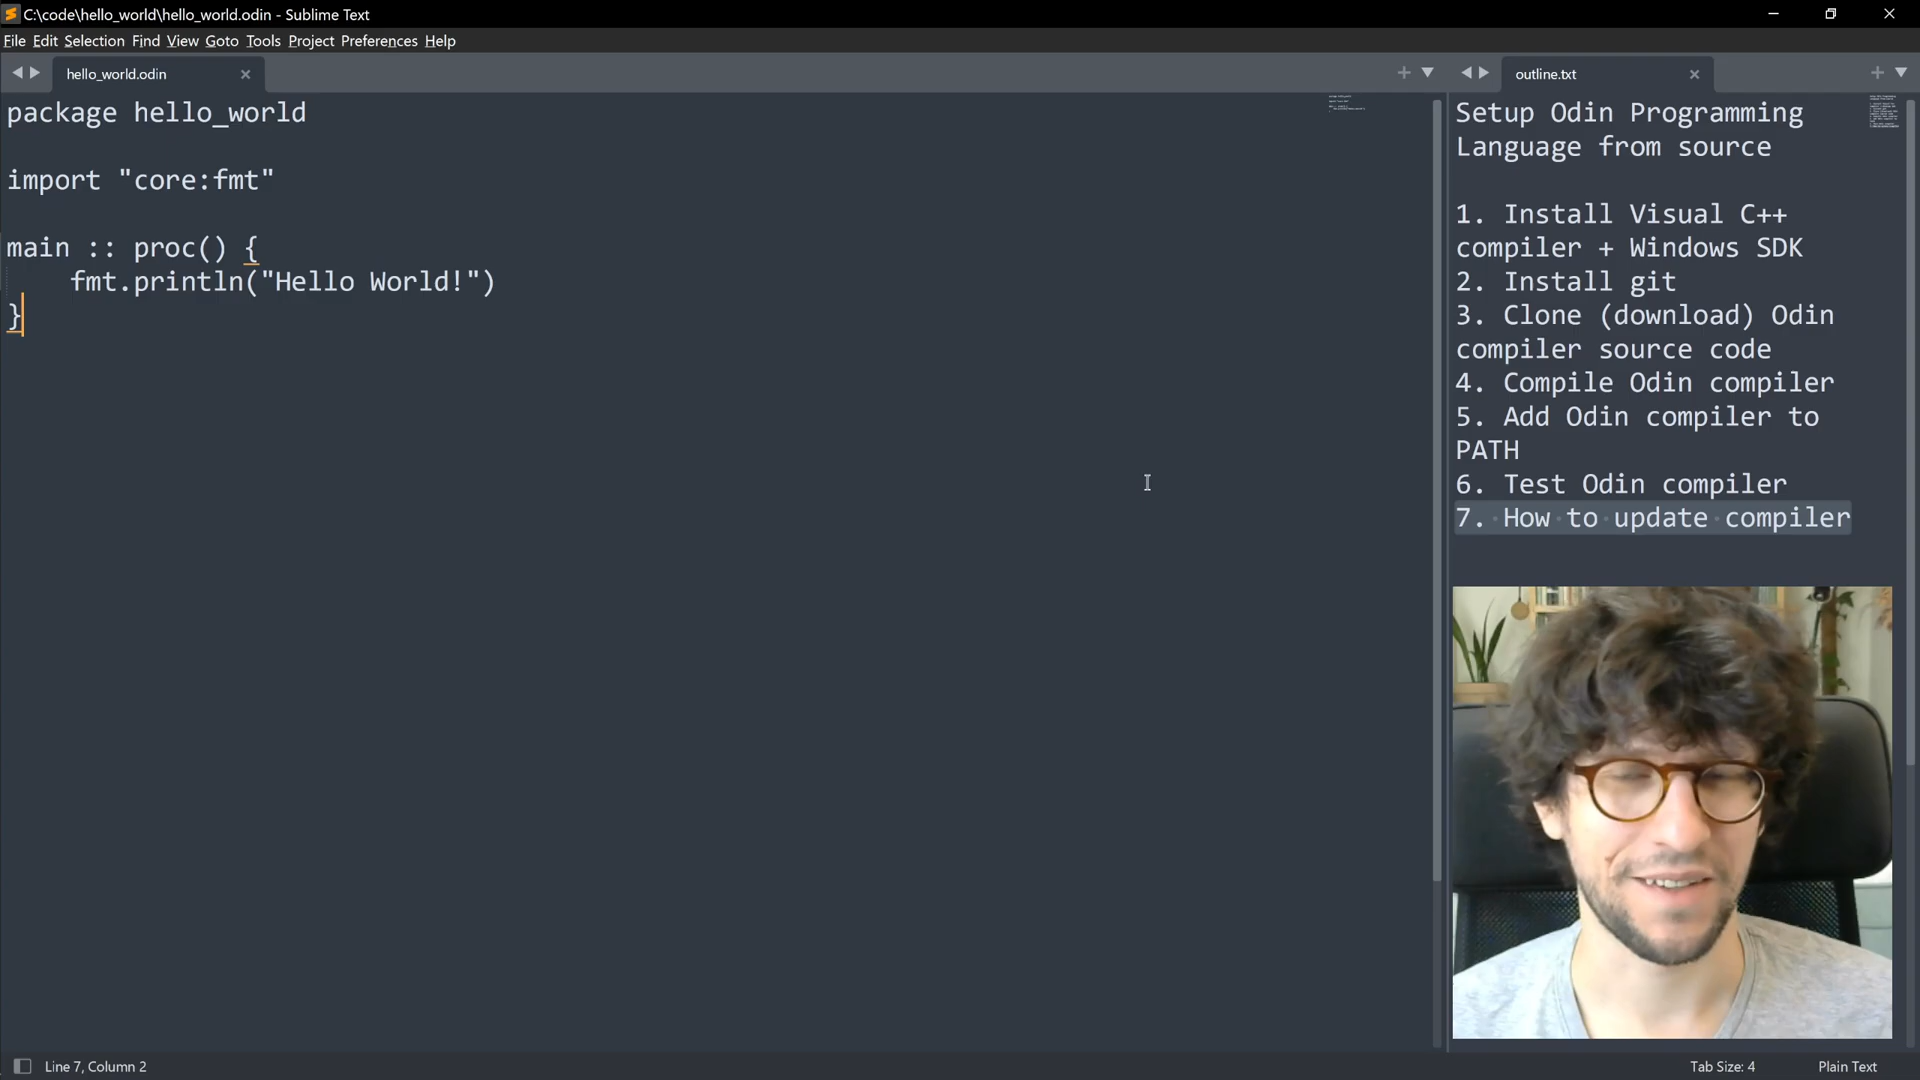 C:\code\hello_world\hello_world.odin - Sublime Text
File Edit Selection Find View Goto Tools Project Preferences Help
hello_world.odin
package hello_world
import "core:fmt"
main :: proc() {
fmt.println("Hello World!")
}
outline.txt
Setup Odin Programming
Language from source
1. Install Visual C++
compiler + Windows SDK
2. Install git
3. Clone (download) Odin
compiler source code
4. Compile Odin compiler
5. Add Odin compiler to
PATH
6. Test Odin compiler
7. How to update compiler
Line 7, Column 2
Tab Size: 4
Plain Text